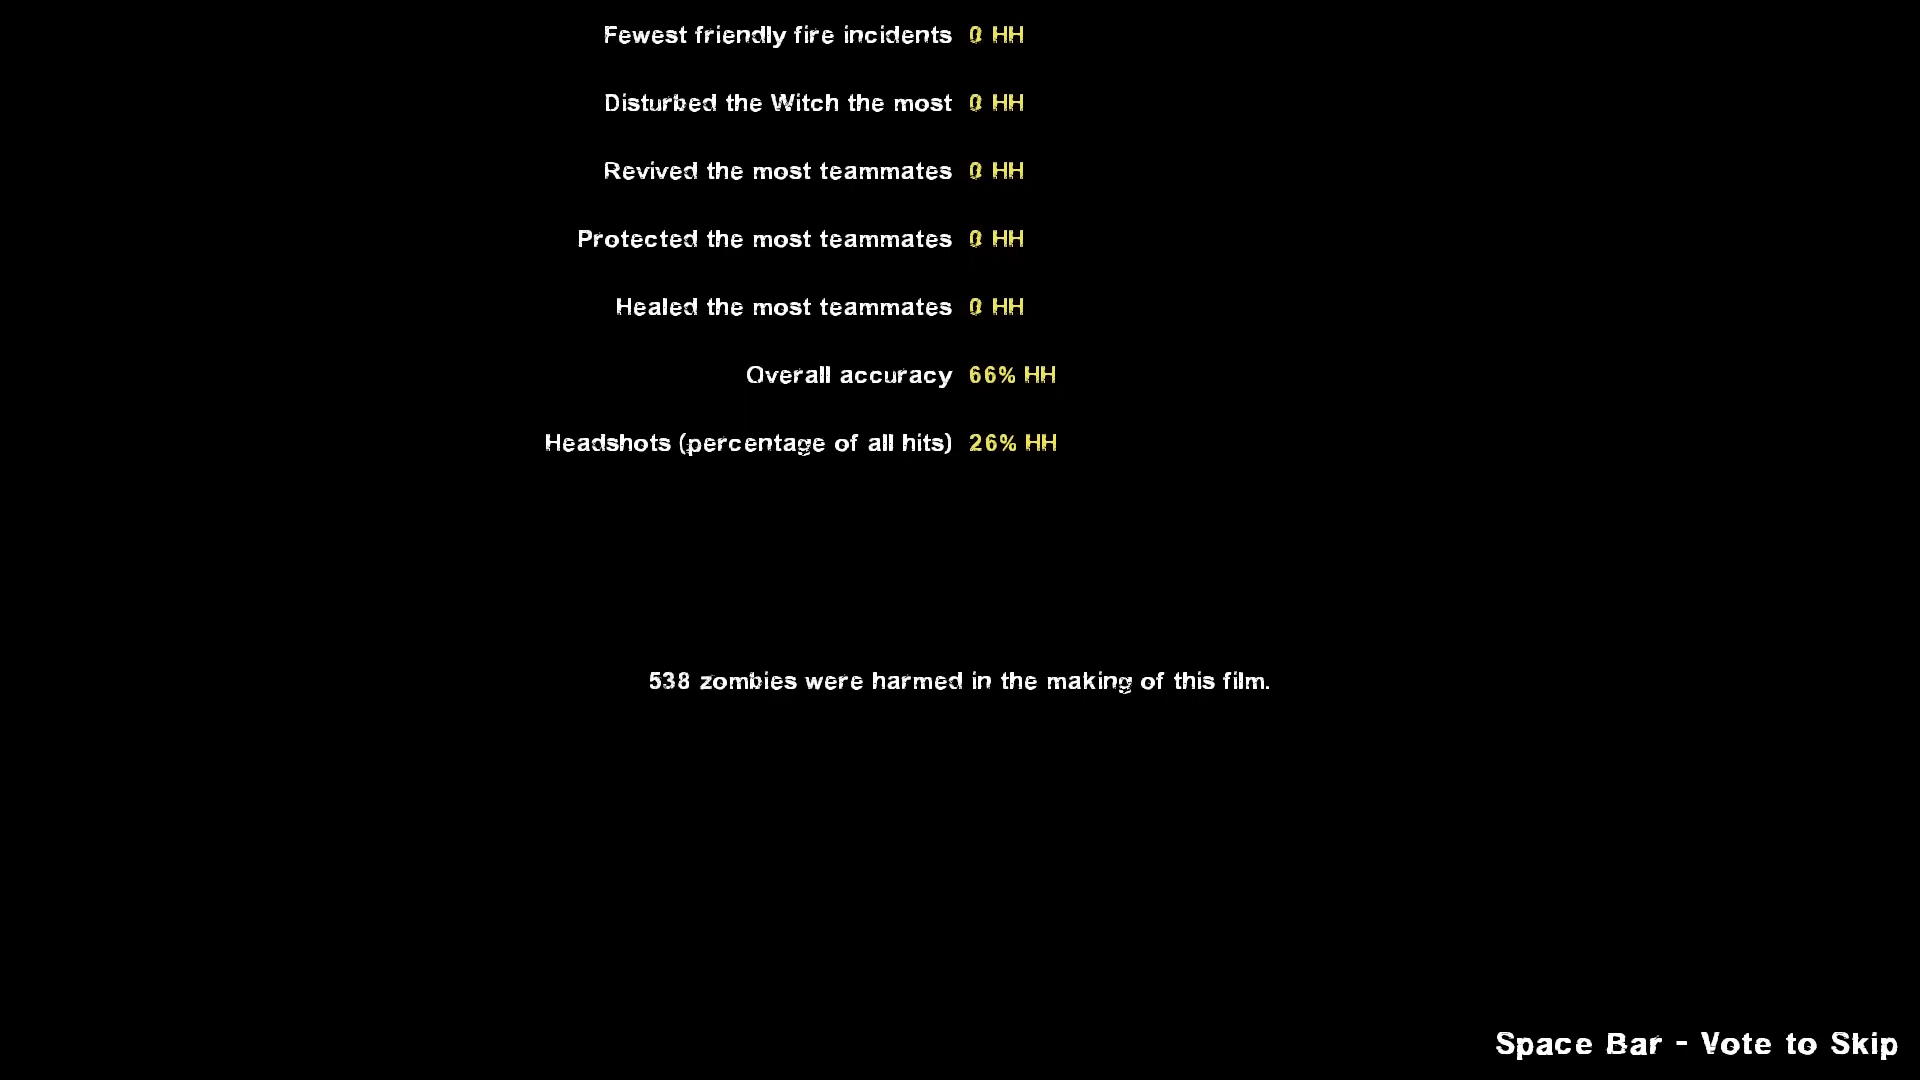 Fewest friendly fire incidents 0 HH
Disturbed the Witch the most 0 HH
Revived the most teammates 0 HH
Protected the most teammates 0 HH
Healed the most teammates 0 HH
Overall accuracy 66% HH
Headshots (percentage of all hits) 26% HH
538 zombies were harmed in the making of this film.
Space Bar - Vote to Skip